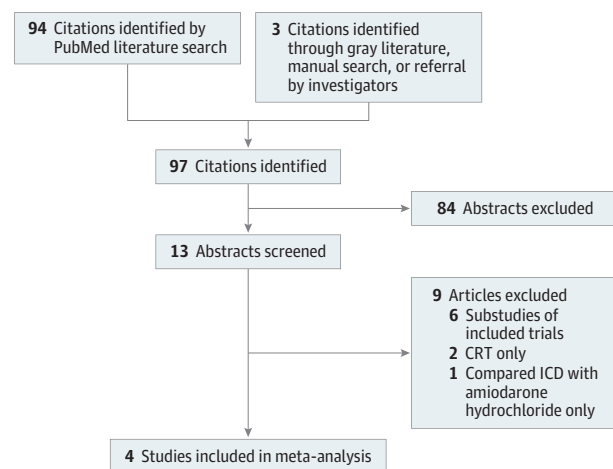 94 Citations identified by
PubMed literature search
3 Citations identified
through gray literature,
manual search, or referral
by investigators
97 Citations identified
84 Abstracts excluded
13 Abstracts screened
9 Articles excluded
6 Substudies of
included trials
2 CRT only
1 Compared ICD with
amiodarone
hydrochloride only
4 Studies included in meta-analysis